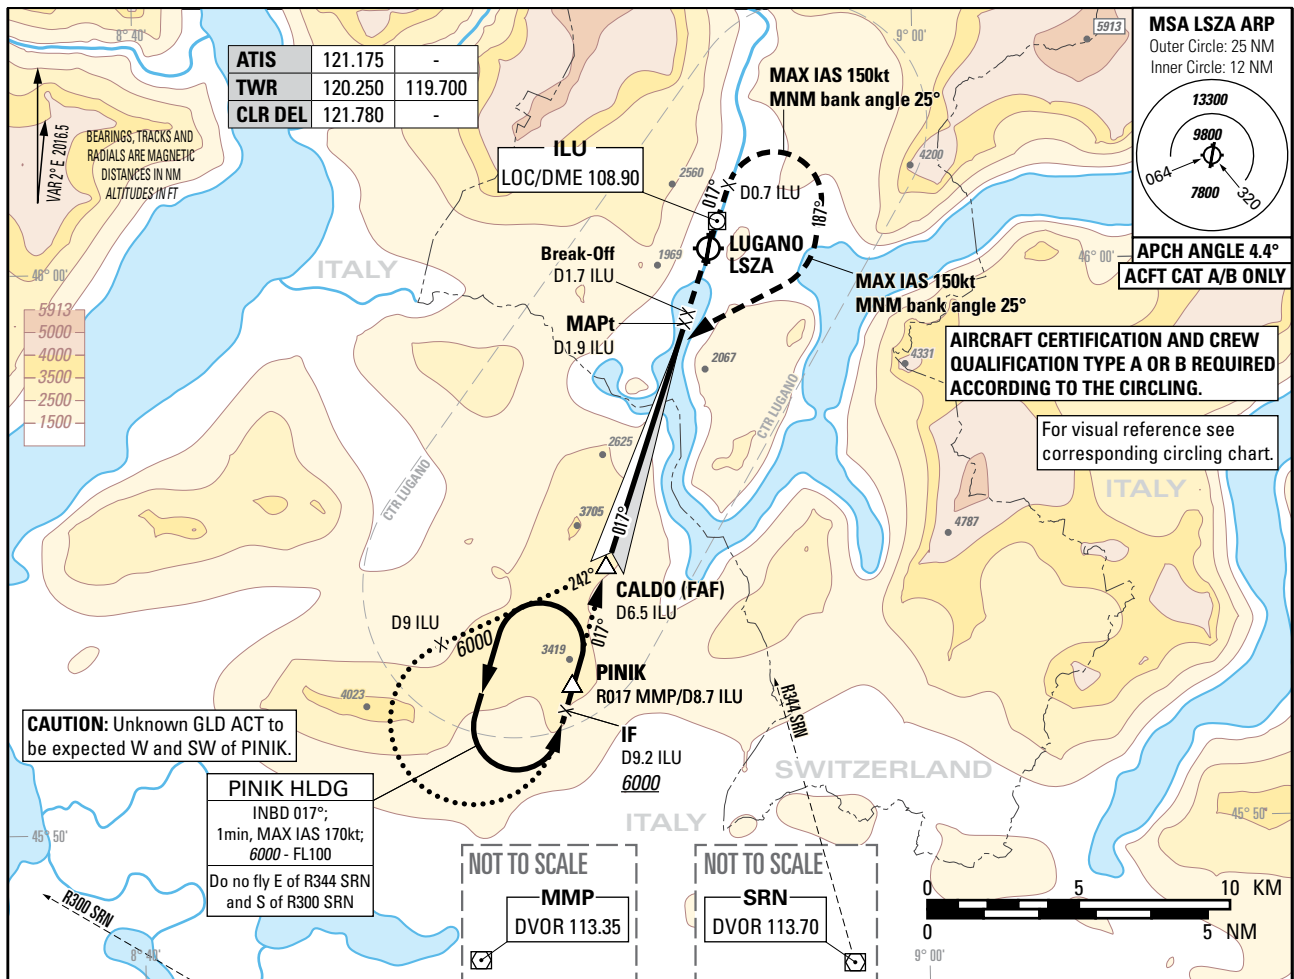 8° 40'
9° 00'
5913
MSA LSZA ARP
Outer Circle: 25 NM
Inner Circle: 12 NM
13300
9800
064
7800
320
APCH ANGLE 4.4°
ACFT CAT A/B ONLY
ATIS 121.175 -
TWR 120.250 119.700
CLR DEL 121.780 -
VAR 2° E 2016.5
BEARINGS, TRACKS AND
RADIALS ARE MAGNETIC
DISTANCES IN NM
ALTITUDES IN FT
MAX IAS 150kt
MNM bank angle 25°
ILU
LOC/DME 108.90
2560
4200
017°
D0.7 ILU
187°
LUGANO
LSZA
Break-Off
D1.7 ILU
1969
46° 00'
ITALY
46° 00'
MAX IAS 150kt
MNM bank angle 25°
MAPt
D1.9 ILU
5913
5000
4000
3500
2500
1500
2067
4331
AIRCRAFT CERTIFICATION AND CREW
QUALIFICATION TYPE A OR B REQUIRED
ACCORDING TO THE CIRCLING.
CTR LUGANO
For visual reference see
corresponding circling chart.
2625
CTR LUGANO
ITALY
3705
017°
4787
242°
CALDO (FAF)
D6.5 ILU
D9 ILU
6000
017°
3419
PINIK
R017 MMP/D8.7 ILU
4023
R344 SRN
CAUTION: Unknown GLD ACT to
be expected W and SW of PINIK.
IF
D9.2 ILU
6000
SWITZERLAND
PINIK HLDG
INBD 017°;
1min, MAX IAS 170kt;
6000 - FL100
Do no fly E of R344 SRN
and S of R300 SRN
ITALY
45° 50'
45° 50'
NOT TO SCALE
MMP
DVOR 113.35
NOT TO SCALE
SRN
DVOR 113.70
0 5 10 KM
0 5 NM
R300 SRN
8° 40'
9° 00'